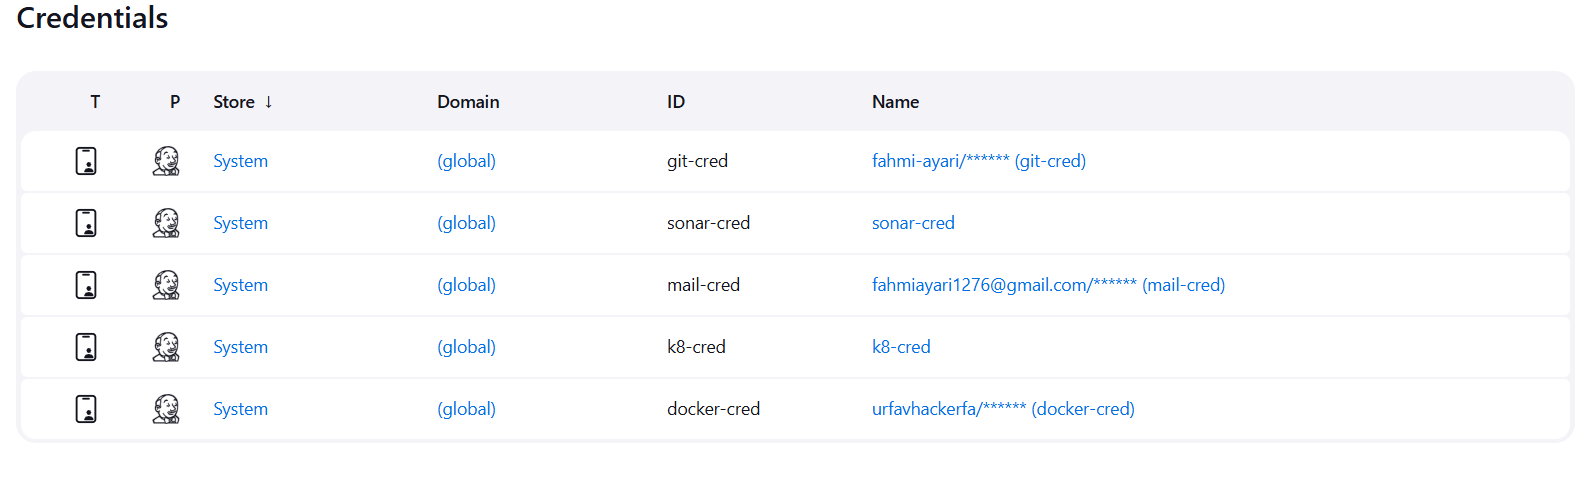 Credentials
T P Store ↓ Domain ID Name
System (global) git-cred fahmi-ayari/****** (git-cred)
System (global) sonar-cred sonar-cred
System (global) mail-cred fahmiayari1276@gmail.com/****** (mail-cred)
System (global) k8-cred k8-cred
System (global) docker-cred urfavhackerfa/****** (docker-cred)